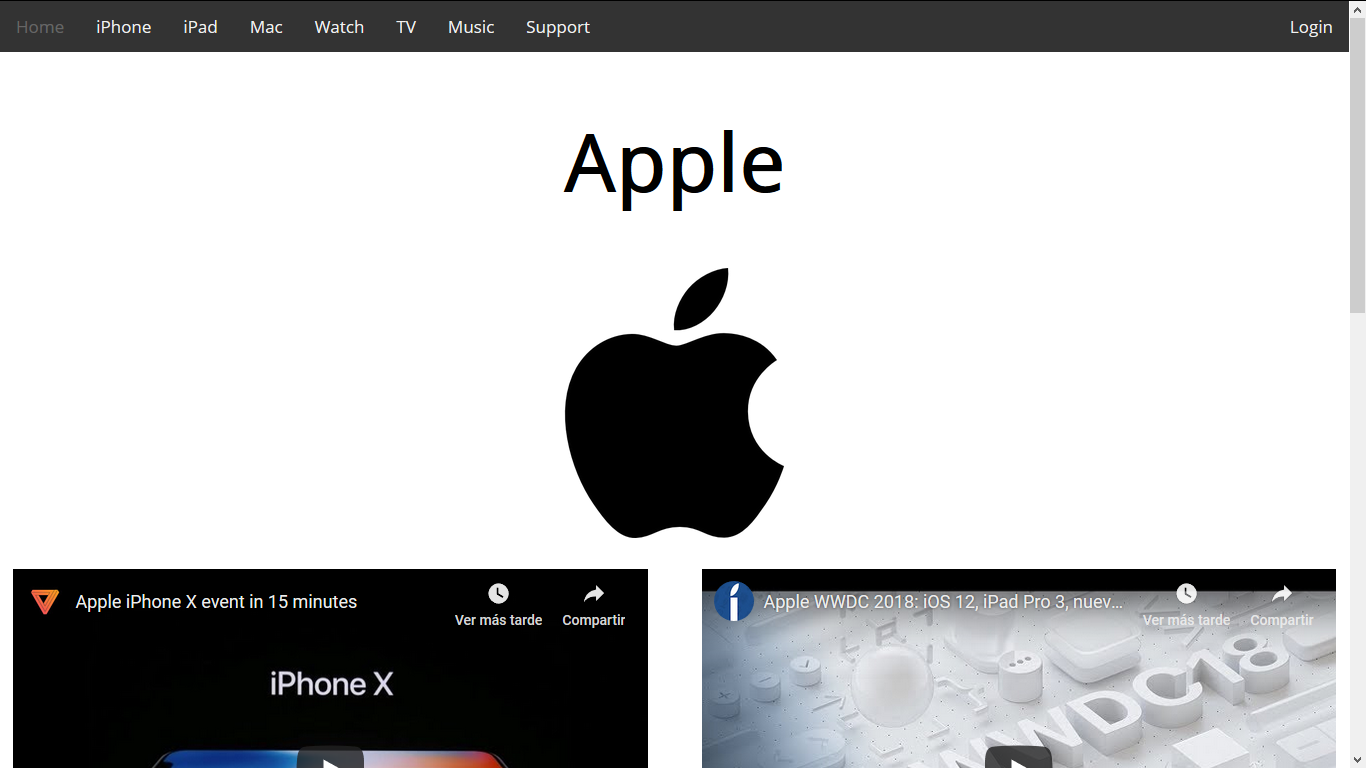 Home iPhone iPad Mac Watch TV Music Support Login
Apple
Apple iPhone X event in 15 minutes
Ver más tarde
Compartir
iPhone X
Apple WWDC 2018: iOS 12, iPad Pro 3, nuev...
Ver más tarde
Compartir
WWDC18